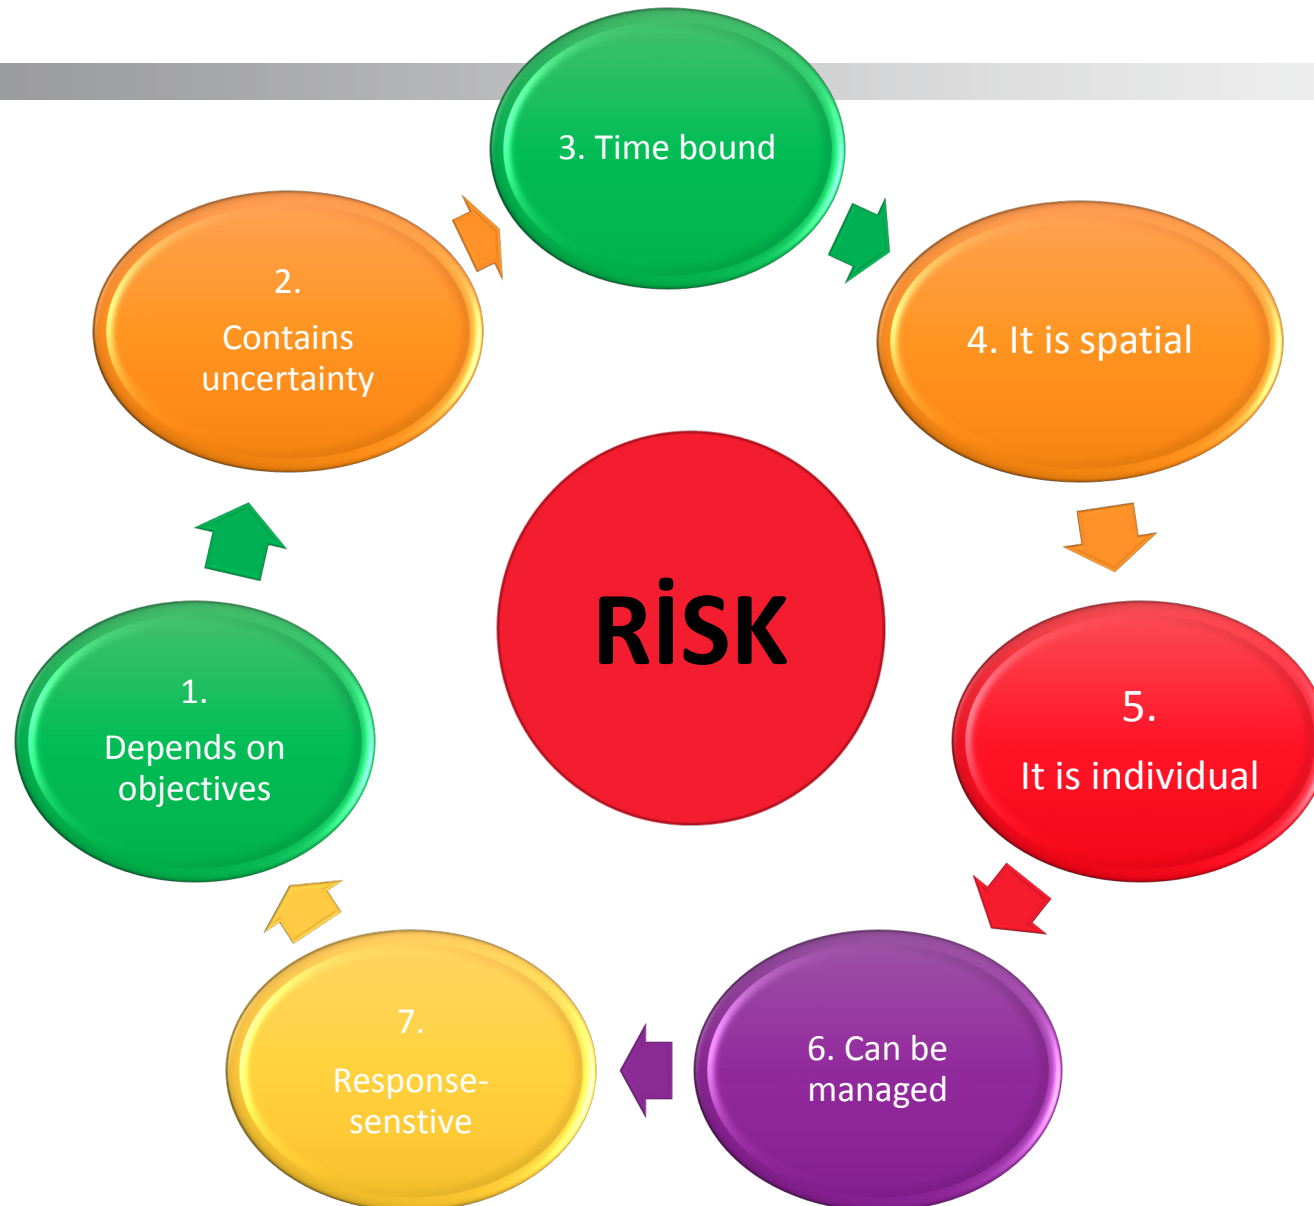 3. Time bound
2.
Contains
uncertainty
4. It is spatial
RİSK
1.
Depends on
objectives
5.
It is individual
7.
Response-
senstive
6. Can be
managed